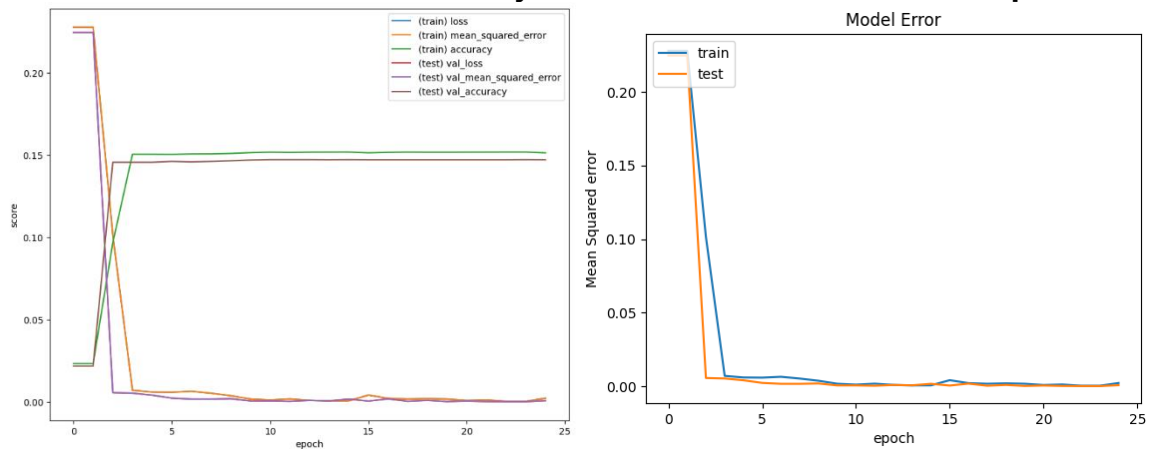 (train) loss
(train) mean_squared_error
(train) accuracy
(test) val_loss
(test) val_mean_squared_error
(test) val_accuracy
score
0.20
0.15
0.10
0.05
0.00
0
5
10
15
20
25
epoch
Model Error
train
test
Mean Squared error
0.20
0.15
0.10
0.05
0.00
0
5
10
15
20
25
epoch